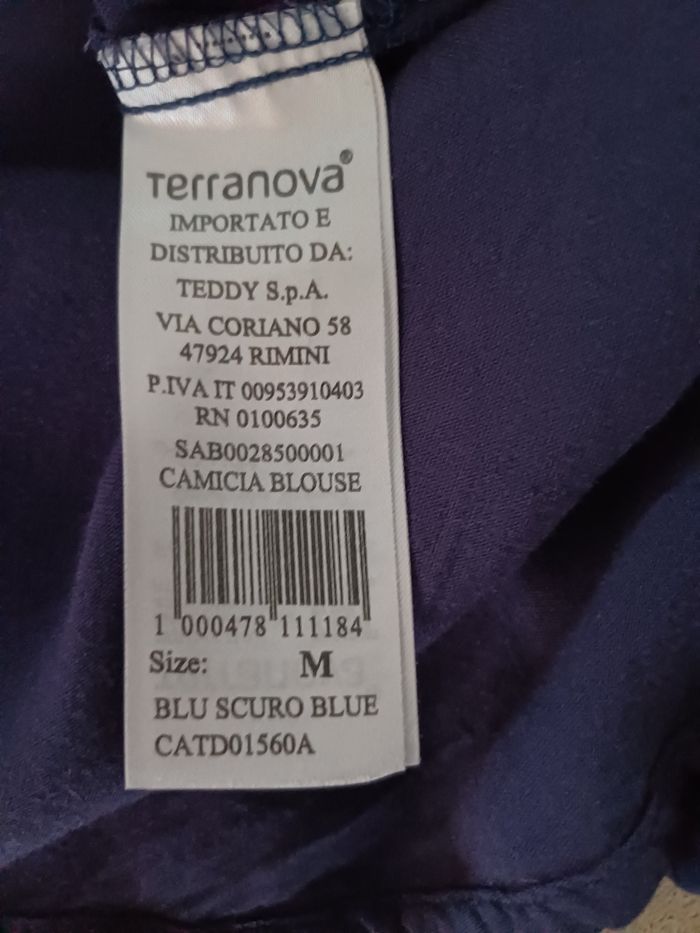 Terranova®
IMPORTATO E
DISTRIBUITO DA:
TEDDY S.p.A.
VIA CORIANO 58
47924 RIMINI
P.IVA IT 00953910403
RN 0100635
SAB0028500001
CAMICIA BLOUSE
1 000478 111184
Size: M
BLU SCURO BLUE
CATD01560A